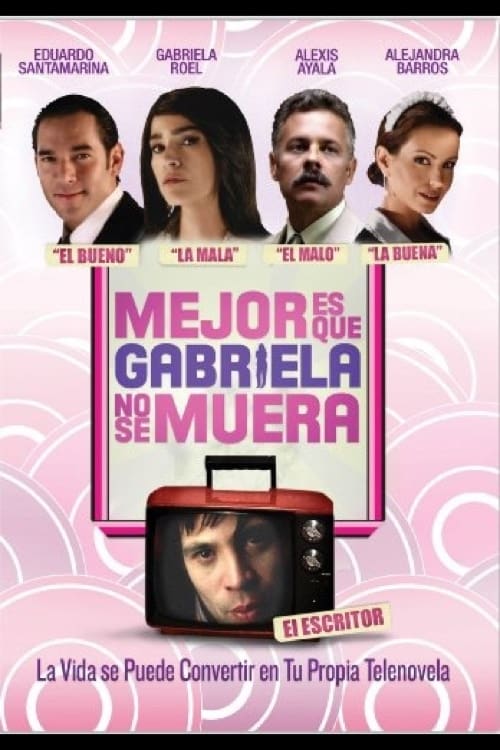 EDUARDO SANTAMARINA
GABRIELA ROEL
ALEXIS AYALA
ALEJANDRA BARROS
"EL BUENO"
"LA MALA"
"EL MALO"
"LA BUENA"
MEJOR ES QUE
GABRIELA
NO SE MUERA
El ESCRITOR
La Vida se Puede Convertir en Tu Propia Telenovela